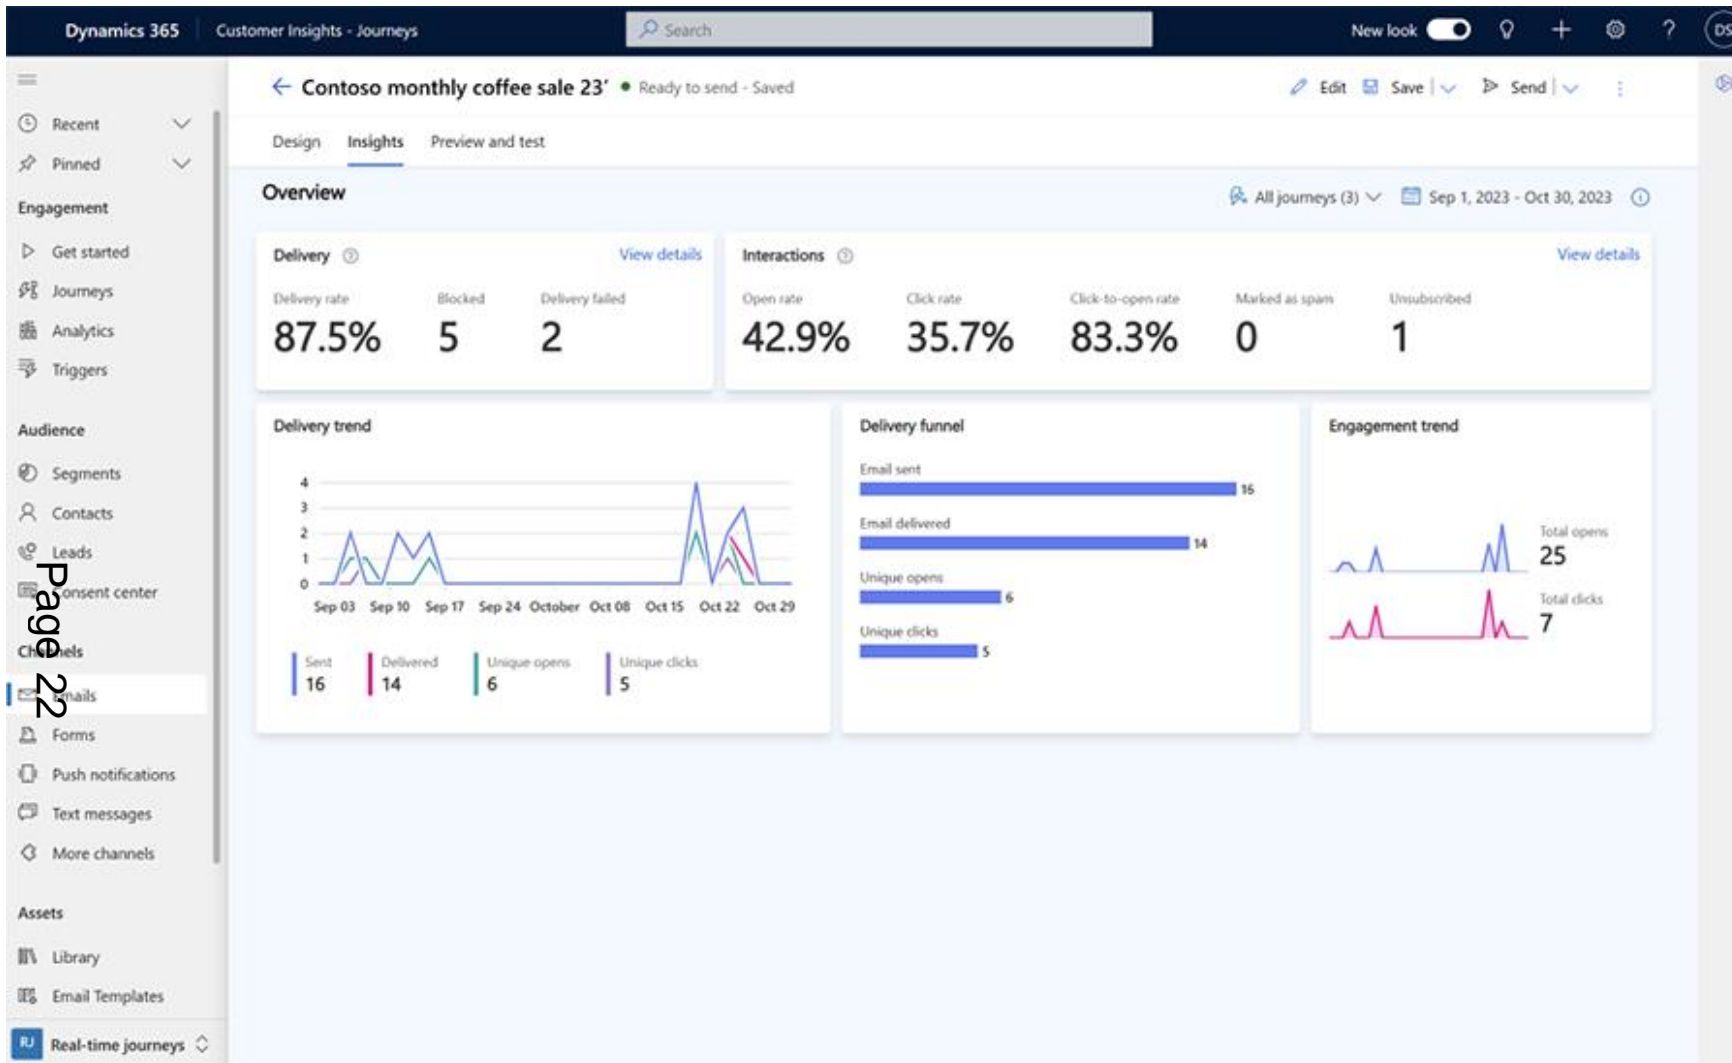 Dynamics 365 Customer Insights - Journeys Search New look ? DS
Contoso monthly coffee sale 23' Ready to send - Saved Edit Save Send
Design Insights Preview and test
Recent
Pinned
Engagement
Get started
Journeys
Analytics
Triggers
Audience
Segments
Contacts
Leads
Consent center
Channels
Emails
Forms
Push notifications
Text messages
More channels
Assets
Library
Email Templates
RJ Real-time journeys
Page 22
Overview All journeys (3) Sep 1, 2023 - Oct 30, 2023
Delivery View details
Delivery rate Blocked Delivery failed
87.5% 5 2
Interactions View details
Open rate Click rate Click-to-open rate Marked as spam Unsubscribed
42.9% 35.7% 83.3% 0 1
Delivery trend
4
3
2
1
0
Sep 03 Sep 10 Sep 17 Sep 24 October Oct 08 Oct 15 Oct 22 Oct 29
Sent Delivered Unique opens Unique clicks
16 14 6 5
Delivery funnel
Email sent
16
Email delivered
14
Unique opens
6
Unique clicks
5
Engagement trend
Total opens
25
Total clicks
7